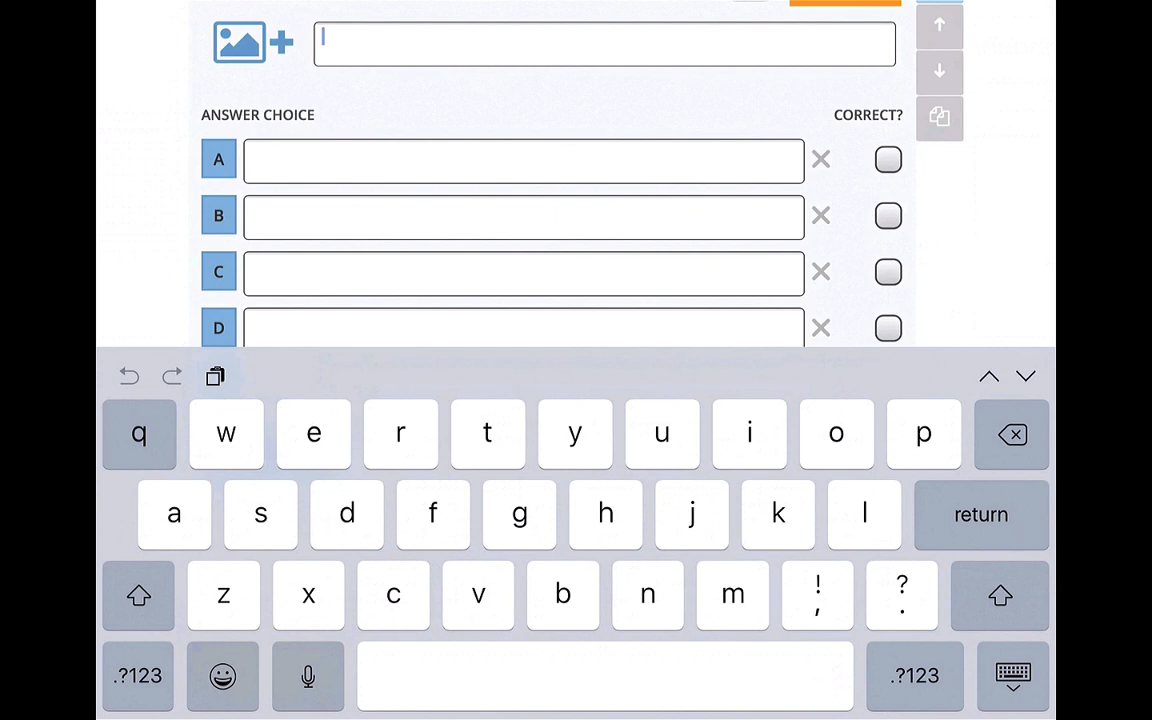 ANSWER CHOICE CORRECT?
A
B
C
D
q w e r t y u i o p
a s d f g h j k l return
z x c v b n m ! , ? .
.?123 .?123